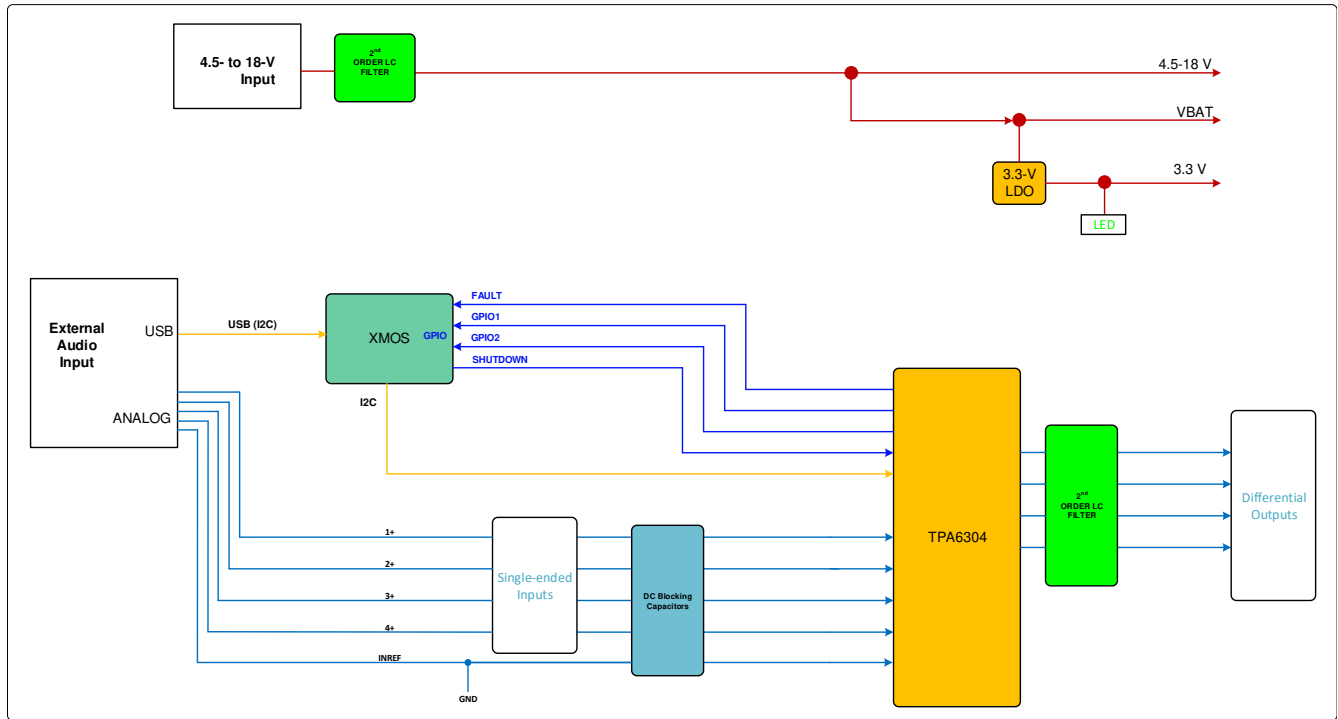 4.5- to 18-V
Input
2nd
ORDER LC
FILTER
4.5-18 V
VBAT
3.3-V
LDO
3.3 V
LED
External
Audio
Input
USB
ANALOG
USB (I2C)
XMOS
GPIO
FAULT
GPIO1
GPIO2
SHUTDOWN
I2C
1+
2+
3+
4+
INREF
GND
Single-ended
Inputs
DC Blocking
Capacitors
TPA6304
2nd
ORDER LC
FILTER
Differential
Outputs